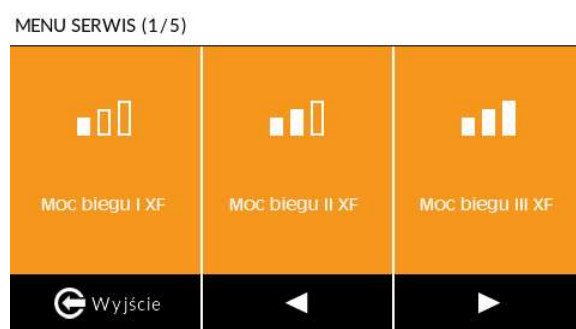 MENU SERWIS (1/5)
Moc biegu I XF
Moc biegu II XF
Moc biegu III XF
Wyjście